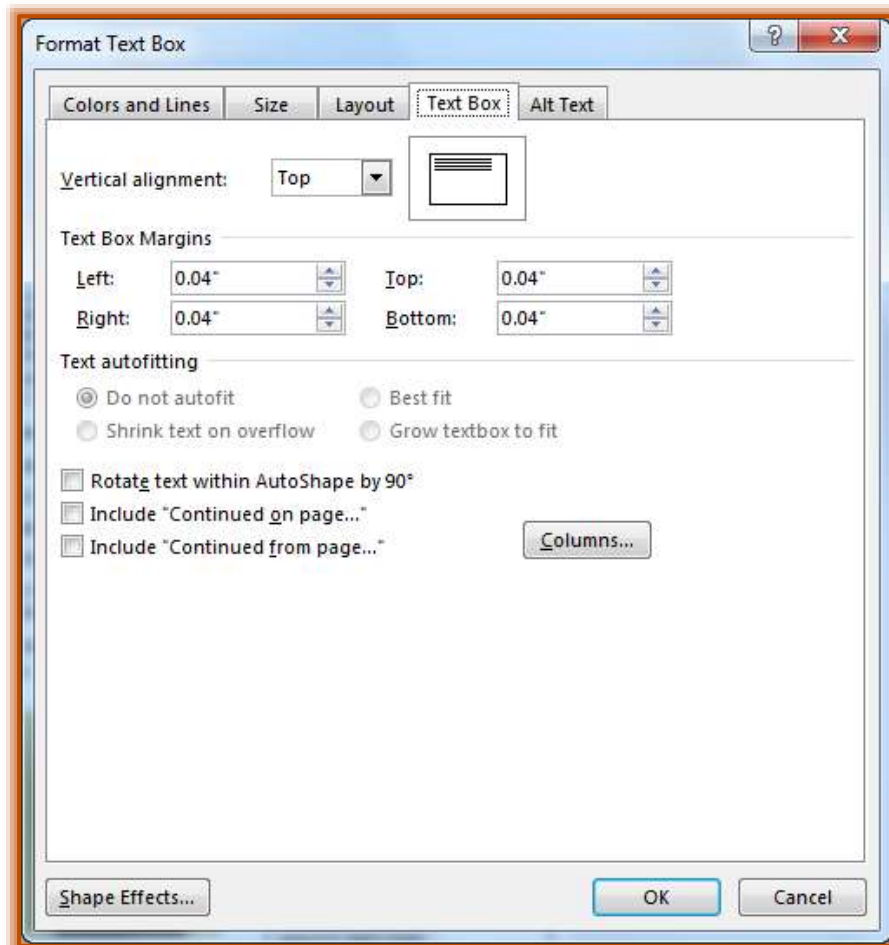 Format Text Box
Colors and Lines Size Layout Text Box Alt Text
Vertical alignment: Top
Text Box Margins
Left: 0.04" Top: 0.04"
Right: 0.04" Bottom: 0.04"
Text autofitting
Do not autofit Best fit
Shrink text on overflow Grow textbox to fit
Rotate text within AutoShape by 90°
Include "Continued on page..."
Include "Continued from page..." Columns...
Shape Effects... OK Cancel